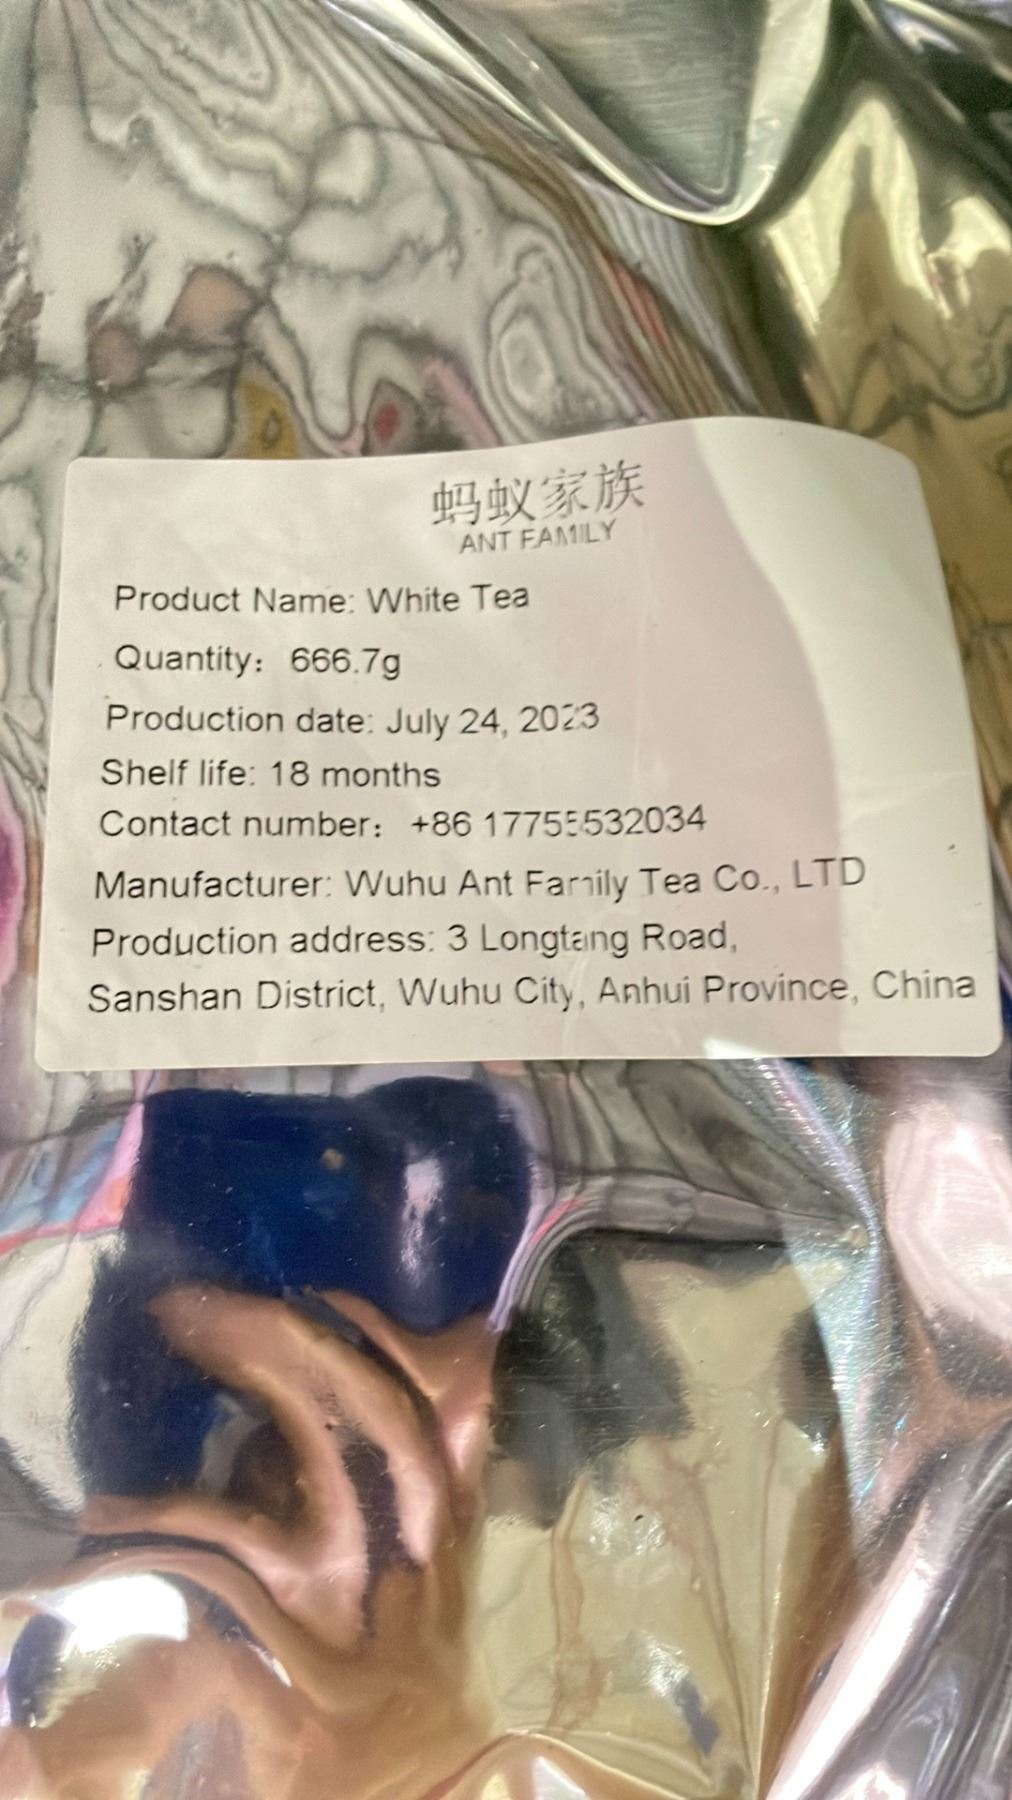 蚂蚁家族
ANT FAMILY
Product Name: White Tea
Quantity： 666.7g
Production date: July 24, 2023
Shelf life: 18 months
Contact number： +86 17755532034
Manufacturer: Wuhu Ant Family Tea Co., LTD
Production address: 3 Longtang Road,
Sanshan District, Wuhu City, Anhui Province, China